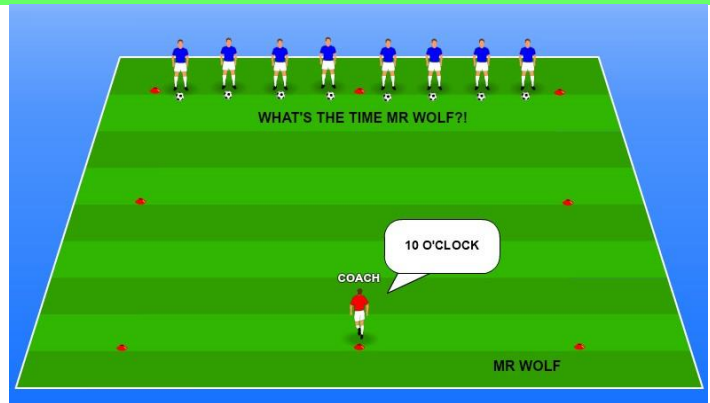 WHAT'S THE TIME MR WOLF?!
10 O'CLOCK
COACH
MR WOLF